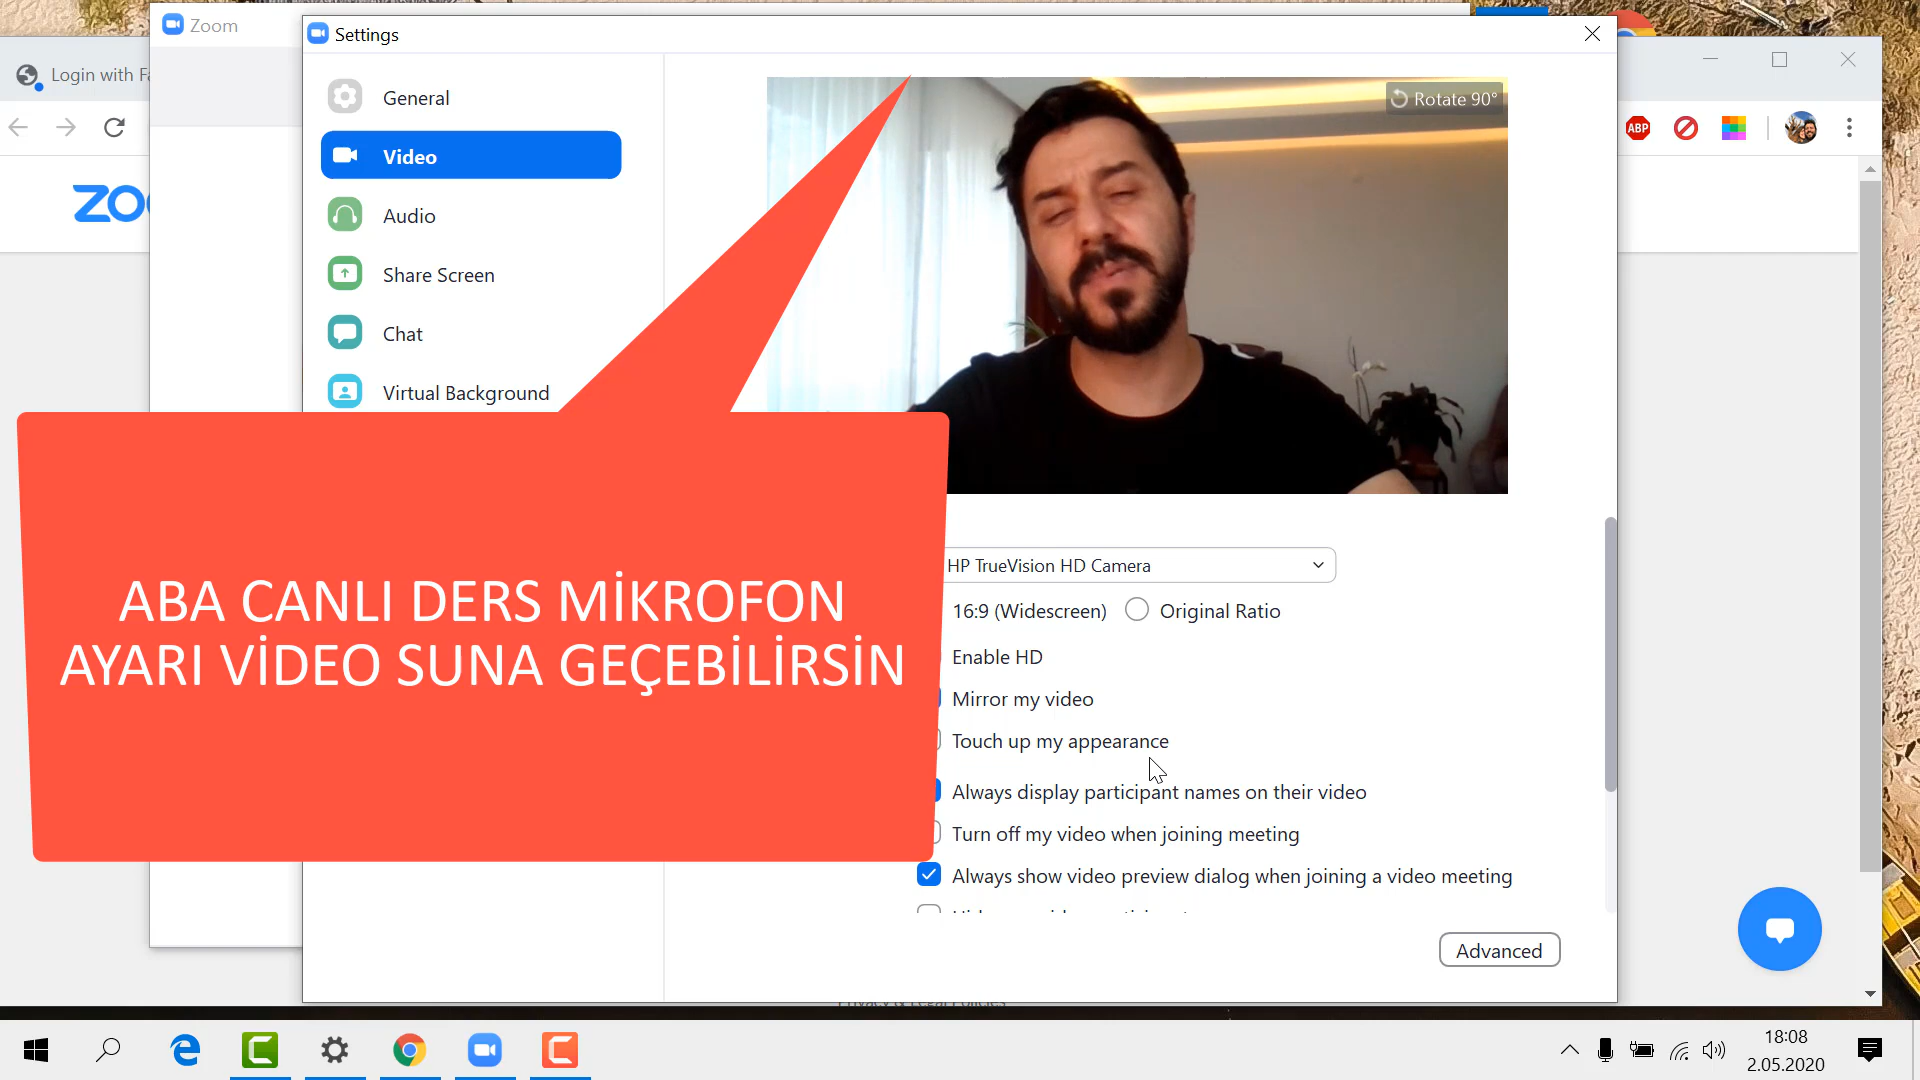 Zoom
Settings
Login with Fa
General
Rotate 90°
ABP
Video
ZOO
Audio
Share Screen
Chat
Virtual Background
ABA CANLI DERS MİKROFON
AYARI VİDEO SUNA GEÇEBİLİRSİN
HP TrueVision HD Camera
16:9 (Widescreen)
Original Ratio
Enable HD
Mirror my video
Touch up my appearance
Always display participant names on their video
Turn off my video when joining meeting
Always show video preview dialog when joining a video meeting
Advanced
18:08
2.05.2020